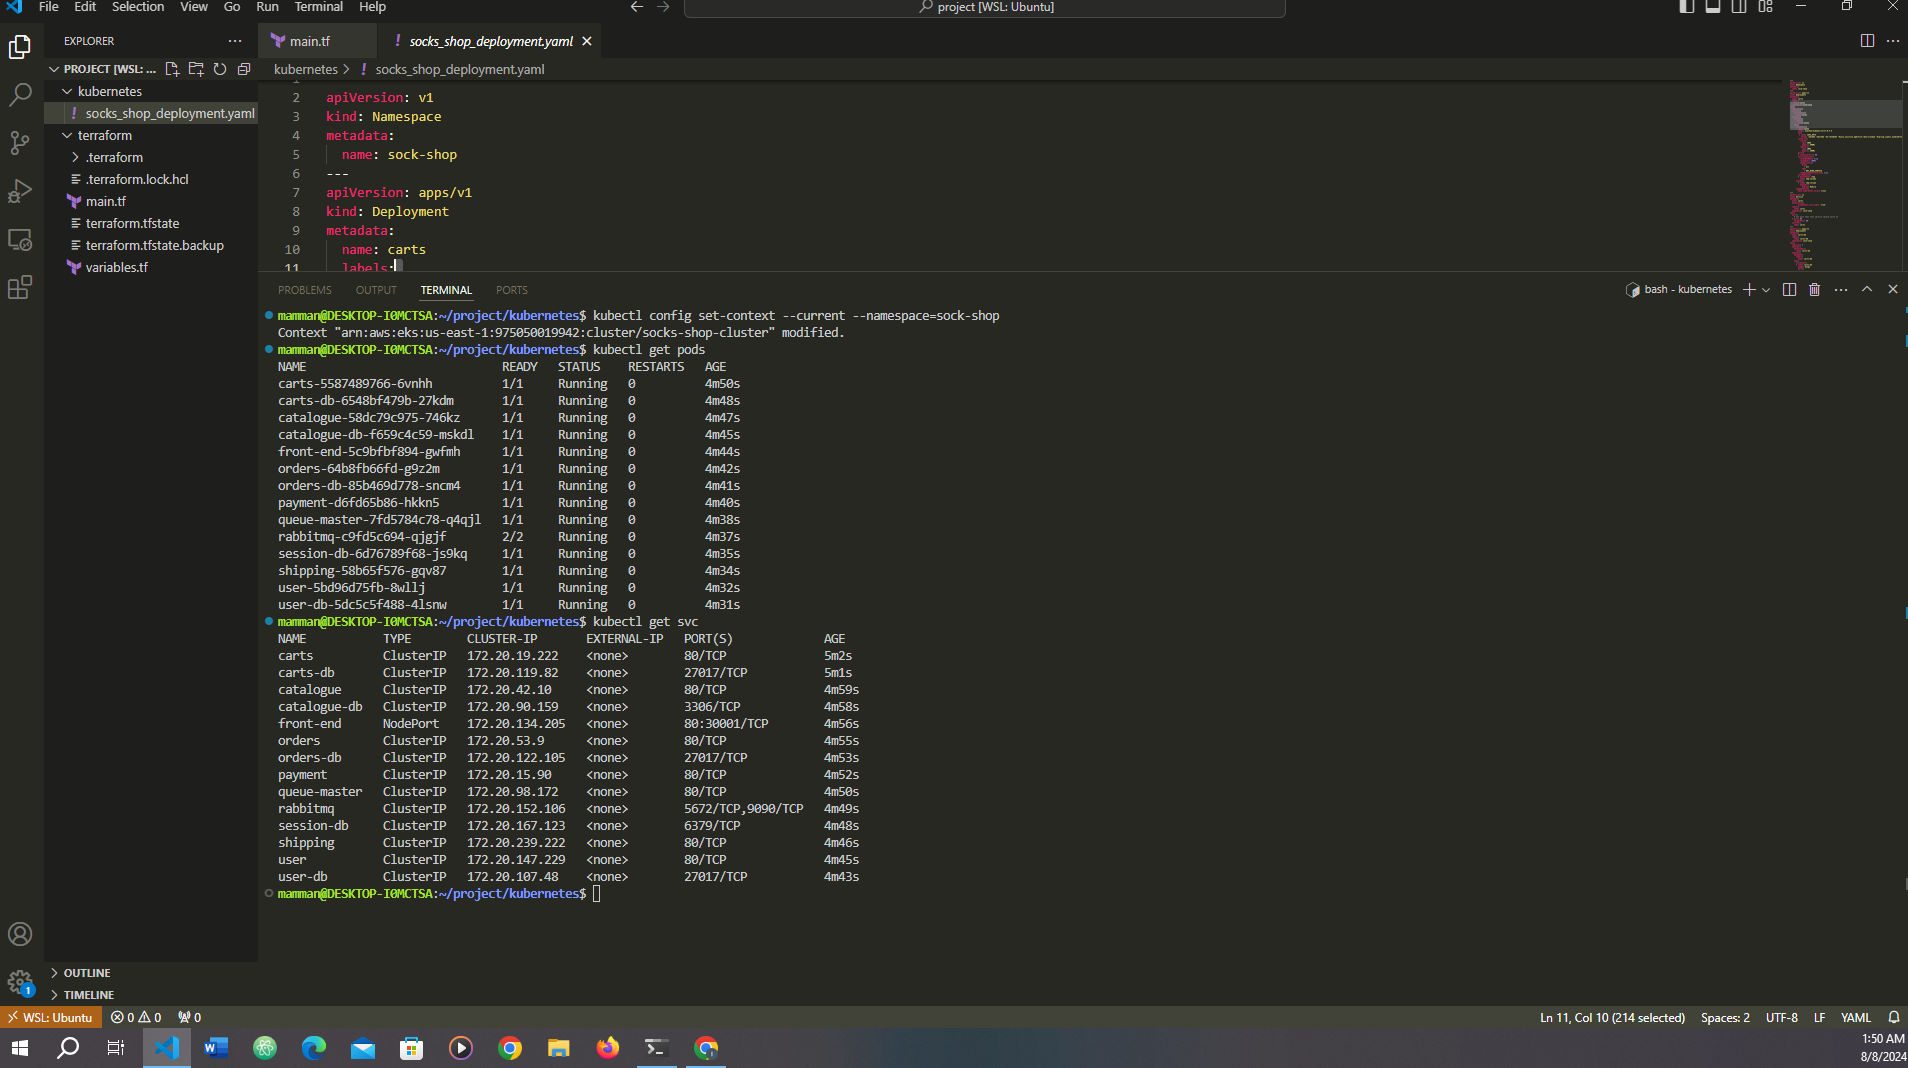 File Edit Selection View Go Run Terminal Help
project [WSL: Ubuntu]
EXPLORER
PROJECT [WSL: ...
kubernetes
socks_shop_deployment.yaml
terraform
.terraform
.terraform.lock.hcl
main.tf
terraform.tfstate
terraform.tfstate.backup
variables.tf
OUTLINE
TIMELINE
main.tf
socks_shop_deployment.yaml
kubernetes > ! socks_shop_deployment.yaml
2 apiVersion: v1
3 kind: Namespace
4 metadata:
5 name: sock-shop
6 ---
7 apiVersion: apps/v1
8 kind: Deployment
9 metadata:
10 name: carts
11 labels:
PROBLEMS OUTPUT TERMINAL PORTS
bash - kubernetes
mamman@DESKTOP-I0MCTSA:~/project/kubernetes$ kubectl config set-context --current --namespace=sock-shop
Context "arn:aws:eks:us-east-1:975050019942:cluster/socks-shop-cluster" modified.
mamman@DESKTOP-I0MCTSA:~/project/kubernetes$ kubectl get pods
NAME READY STATUS RESTARTS AGE
carts-5587489766-6vnhh 1/1 Running 0 4m50s
carts-db-6548bf479b-27kdm 1/1 Running 0 4m48s
catalogue-58dc79c975-746kz 1/1 Running 0 4m47s
catalogue-db-f659c4c59-mskdl 1/1 Running 0 4m45s
front-end-5c9bfbf894-gwfmh 1/1 Running 0 4m44s
orders-64b8fb66fd-g9z2m 1/1 Running 0 4m42s
orders-db-85b469d778-sncm4 1/1 Running 0 4m41s
payment-d6fd65b86-hkkn5 1/1 Running 0 4m40s
queue-master-7fd5784c78-q4qjl 1/1 Running 0 4m38s
rabbitmq-c9fd5c694-qjgjf 2/2 Running 0 4m37s
session-db-6d76789f68-js9kq 1/1 Running 0 4m35s
shipping-58b65f576-gqv87 1/1 Running 0 4m34s
user-5bd96d75fb-8wllj 1/1 Running 0 4m32s
user-db-5dc5c5f488-4lsnw 1/1 Running 0 4m31s
mamman@DESKTOP-I0MCTSA:~/project/kubernetes$ kubectl get svc
NAME TYPE CLUSTER-IP EXTERNAL-IP PORT(S) AGE
carts ClusterIP 172.20.19.222 <none> 80/TCP 5m2s
carts-db ClusterIP 172.20.119.82 <none> 27017/TCP 5m1s
catalogue ClusterIP 172.20.42.10 <none> 80/TCP 4m59s
catalogue-db ClusterIP 172.20.90.159 <none> 3306/TCP 4m58s
front-end NodePort 172.20.134.205 <none> 80:30001/TCP 4m56s
orders ClusterIP 172.20.53.9 <none> 80/TCP 4m55s
orders-db ClusterIP 172.20.122.105 <none> 27017/TCP 4m53s
payment ClusterIP 172.20.15.90 <none> 80/TCP 4m52s
queue-master ClusterIP 172.20.98.172 <none> 80/TCP 4m50s
rabbitmq ClusterIP 172.20.152.106 <none> 5672/TCP,9090/TCP 4m49s
session-db ClusterIP 172.20.167.123 <none> 6379/TCP 4m48s
shipping ClusterIP 172.20.239.222 <none> 80/TCP 4m46s
user ClusterIP 172.20.147.229 <none> 80/TCP 4m45s
user-db ClusterIP 172.20.107.48 <none> 27017/TCP 4m43s
mamman@DESKTOP-I0MCTSA:~/project/kubernetes$
1
WSL: Ubuntu 0 0 0
Ln 11, Col 10 (214 selected) Spaces: 2 UTF-8 LF YAML
1:50 AM
8/8/2024